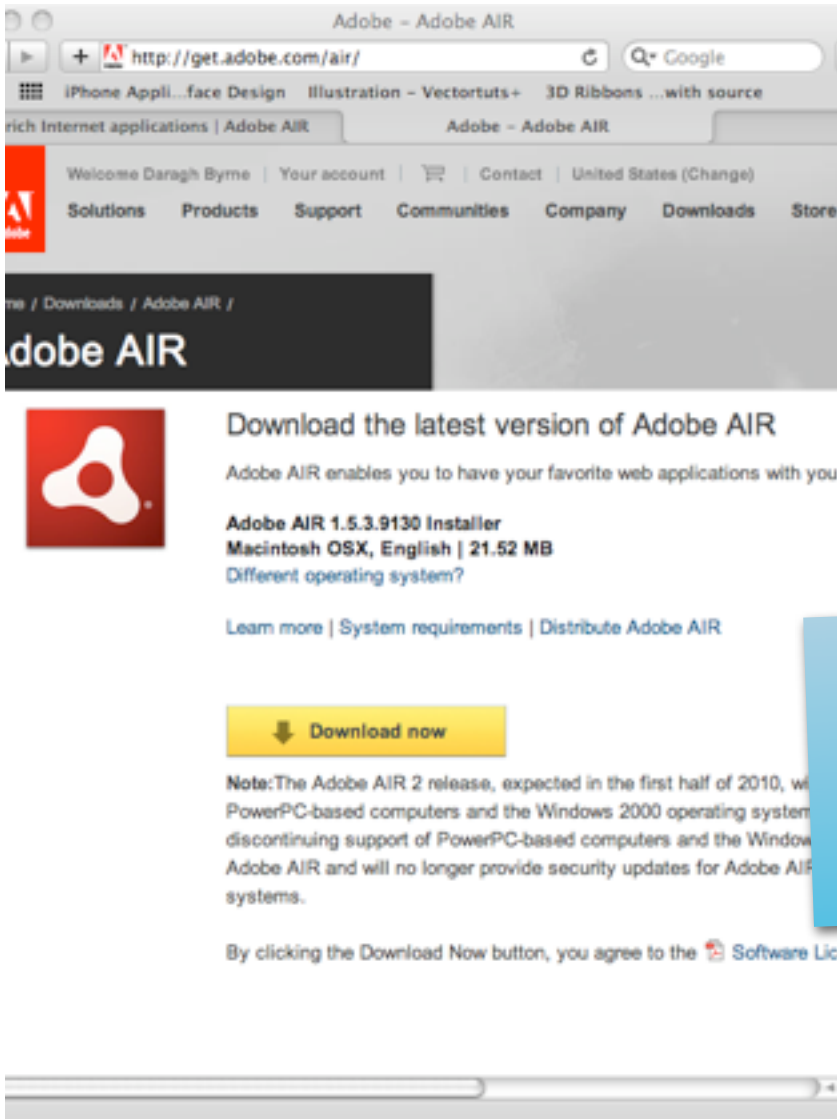 Adobe – Adobe AIR
http://get.adobe.com/air/
Google
iPhone Appli...face Design Illustration – Vectortuts+ 3D Ribbons ...with source
rich Internet applications | Adobe AIR Adobe – Adobe AIR
Welcome Daragh Byrne | Your account | | Contact | United States (Change)
Solutions Products Support Communities Company Downloads Store
Adobe
me / Downloads / Adobe AIR /
dobe AIR
Download the latest version of Adobe AIR
Adobe AIR enables you to have your favorite web applications with you
Adobe AIR 1.5.3.9130 Installer
Macintosh OSX, English | 21.52 MB
Different operating system?
Learn more | System requirements | Distribute Adobe AIR
Download now
Note:The Adobe AIR 2 release, expected in the first half of 2010, wi
PowerPC-based computers and the Windows 2000 operating system
discontinuing support of PowerPC-based computers and the Window
Adobe AIR and will no longer provide security updates for Adobe AIR
systems.
By clicking the Download Now button, you agree to the Software Lic